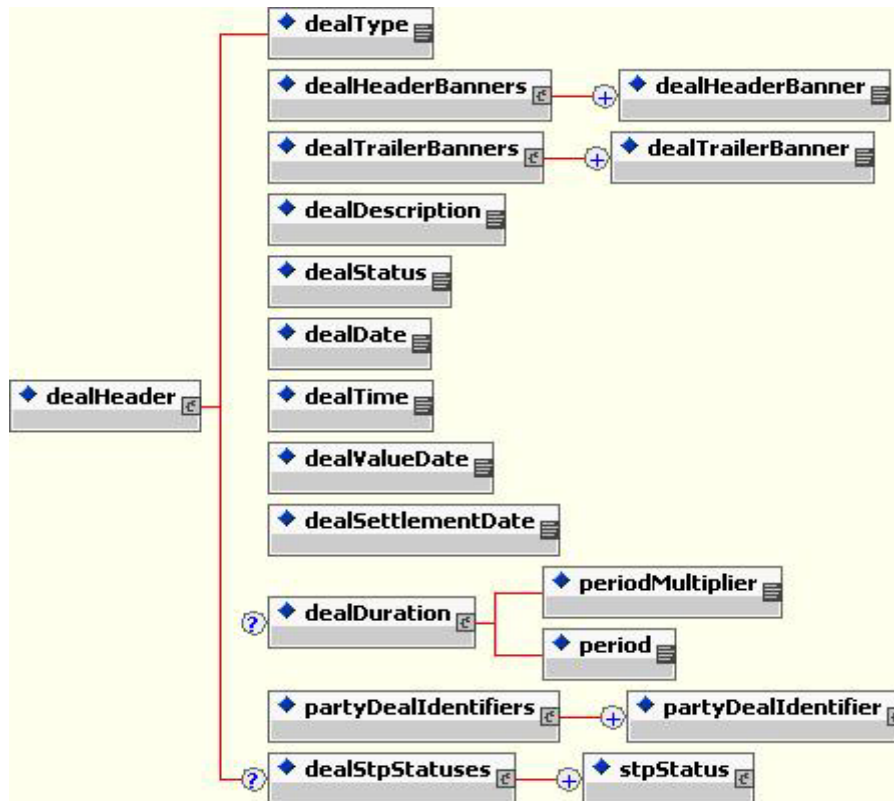 dealType
dealHeaderBanners + dealHeaderBanner
dealTrailerBanners + dealTrailerBanner
dealDescription
dealStatus
dealDate
dealHeader
dealTime
dealValueDate
dealSettlementDate
periodMultiplier
? dealDuration
period
partyDealIdentifiers + partyDealIdentifier
? dealStpStatuses + stpStatus